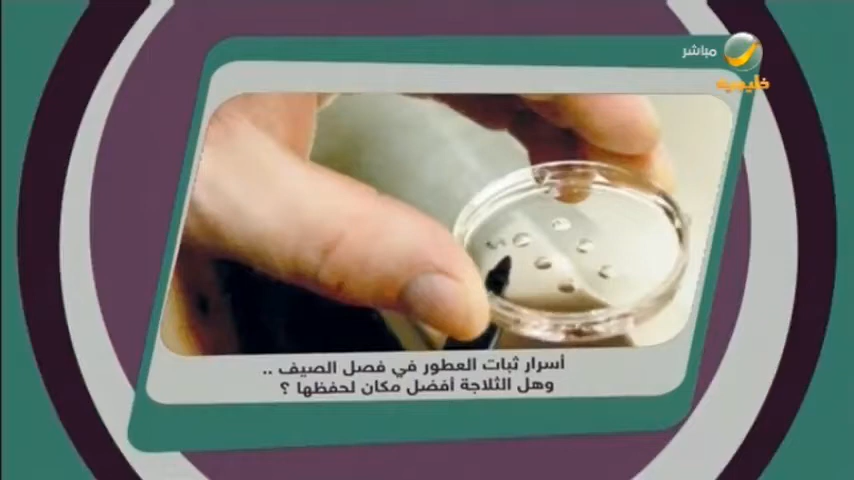 مباشر
خليجية
أسرار ثبات العطور في فصل الصيف ..
وهل الثلاجة أفضل مكان لحفظها ؟